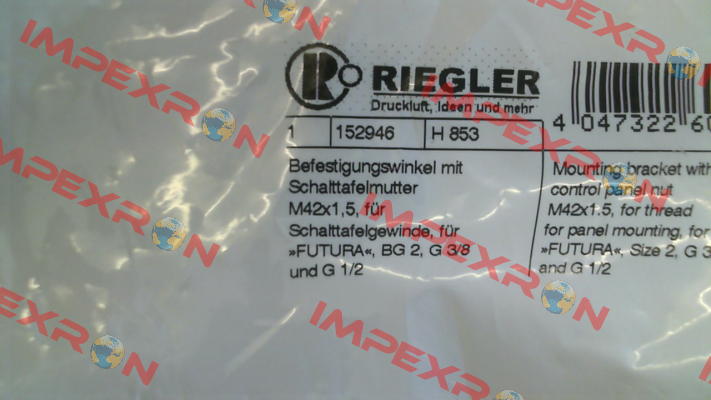 RIEGLER
Druckluft, Ideen und mehr
1 152946 H 853
4 047322 60
Befestigungswinkel mit
Schalttafelmutter
M42x1,5, für
Schalttafelgewinde, für
»FUTURA«, BG 2, G 3/8
und G 1/2
Mounting bracket with
control panel nut
M42x1.5, for thread
for panel mounting, for
»FUTURA«, Size 2, G 3
and G 1/2
IMPEXRON
IMPEXRON
IMPEXRON
IMPEXRON
IMPEXRON
IMPEXRON